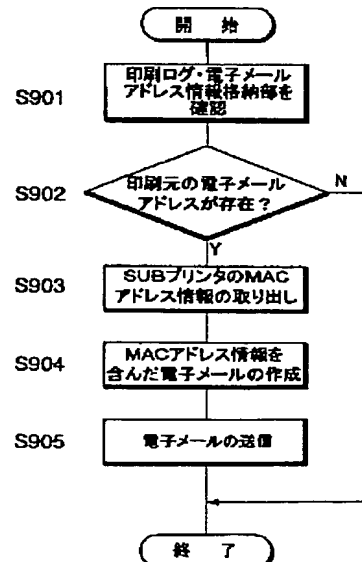 開 始
S901
印刷ログ・電子メール
アドレス情報格納部を
確認
S902
印刷元の電子メール
アドレスが存在?
N
Y
S903
SUBプリンタのMAC
アドレス情報の取り出し
S904
MACアドレス情報を
含んだ電子メールの作成
S905
電子メールの送信
終 了